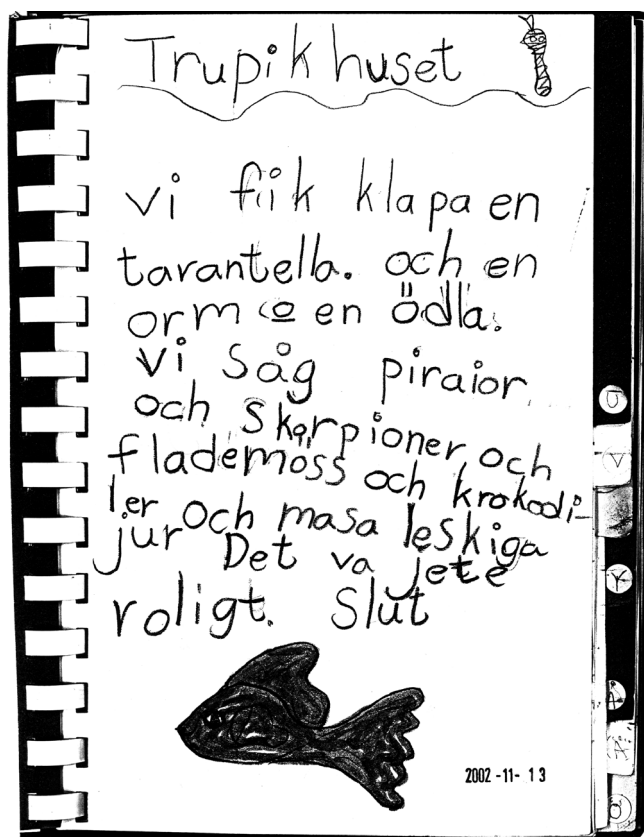 Trupikhuset
vi fiik klapa en
tarantella. och en
orm o en ödla.
vi såg piraior
och skorpioner och
flademöss och krokodi-
ler och masa leskiga
jur Det va jete
roligt. Slut
2002-11-13